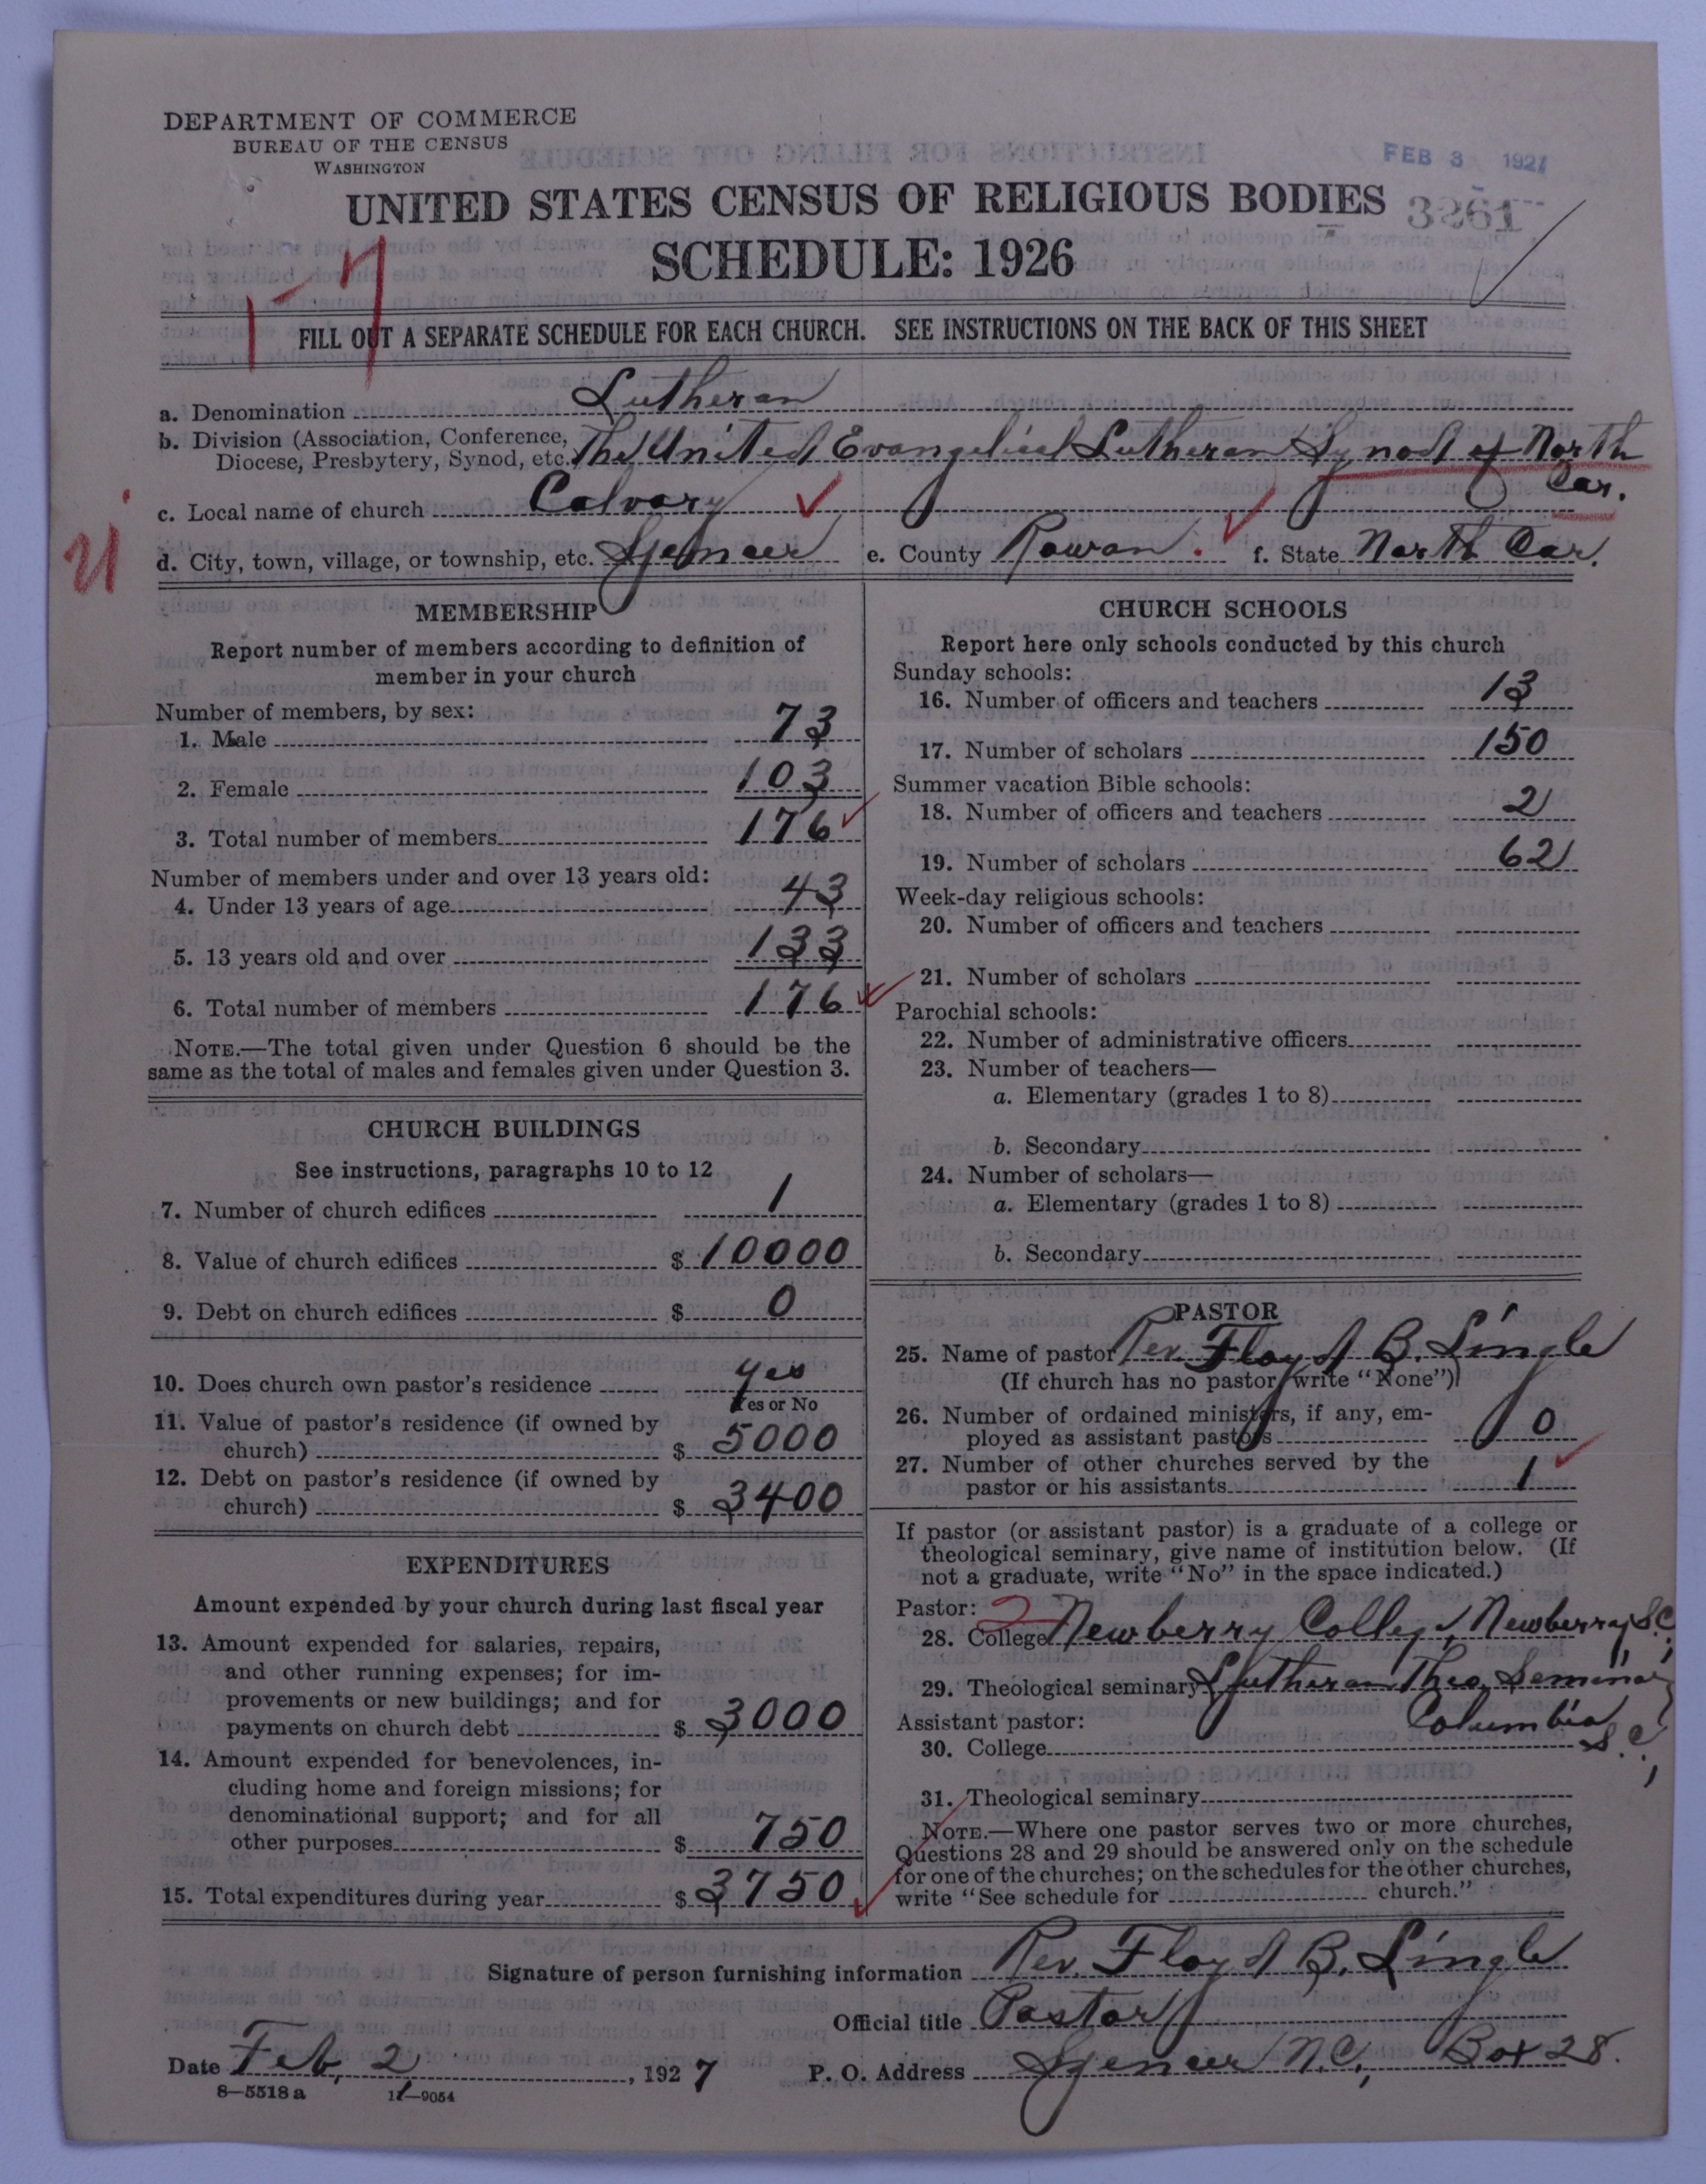 DEPARTMENT OF COMMERCE
BUREAU OF THE CENSUS
WASHINGTON
FEB 3 1927
UNITED STATES CENSUS OF RELIGIOUS BODIES
3261
SCHEDULE: 1926
1-7
FILL OUT A SEPARATE SCHEDULE FOR EACH CHURCH. SEE INSTRUCTIONS ON THE BACK OF THIS SHEET
a. Denomination Lutheran
b. Division (Association, Conference, Diocese, Presbytery, Synod, etc. The United Evangelical Lutheran Synod of North Car.
c. Local name of church Calvary
d. City, town, village, or township, etc. Spencer e. County Rowan. f. State North Car.
MEMBERSHIP
Report number of members according to definition of
member in your church
Number of members, by sex:
1. Male 73
2. Female 103
3. Total number of members 176
Number of members under and over 13 years old:
4. Under 13 years of age 43
5. 13 years old and over 133
6. Total number of members 176
NOTE.—The total given under Question 6 should be the
same as the total of males and females given under Question 3.
CHURCH BUILDINGS
See instructions, paragraphs 10 to 12
7. Number of church edifices 1
8. Value of church edifices $ 10000
9. Debt on church edifices $ 0
10. Does church own pastor's residence yes
Yes or No
11. Value of pastor's residence (if owned by
church) $ 5000
12. Debt on pastor's residence (if owned by
church) $ 3400
EXPENDITURES
Amount expended by your church during last fiscal year
13. Amount expended for salaries, repairs,
and other running expenses; for im-
provements or new buildings; and for
payments on church debt $ 3000
14. Amount expended for benevolences, in-
cluding home and foreign missions; for
denominational support; and for all
other purposes $ 750
15. Total expenditures during year $ 3750
CHURCH SCHOOLS
Report here only schools conducted by this church
Sunday schools:
16. Number of officers and teachers 13
17. Number of scholars 150
Summer vacation Bible schools:
18. Number of officers and teachers 2
19. Number of scholars 62
Week-day religious schools:
20. Number of officers and teachers
21. Number of scholars
Parochial schools:
22. Number of administrative officers
23. Number of teachers—
a. Elementary (grades 1 to 8)
b. Secondary
24. Number of scholars—
a. Elementary (grades 1 to 8)
b. Secondary
PASTOR
25. Name of pastor Rev. Floyd B. Lingle
(If church has no pastor, write "None")
26. Number of ordained ministers, if any, em-
ployed as assistant pastors 0
27. Number of other churches served by the
pastor or his assistants 1
If pastor (or assistant pastor) is a graduate of a college or
theological seminary, give name of institution below. (If
not a graduate, write "No" in the space indicated.)
Pastor: 2
28. College Newberry College, Newberry, S.C.
29. Theological seminary Lutheran Theo. Seminary
Columbia
Assistant pastor:
S.C.,
30. College
31. Theological seminary
NOTE.—Where one pastor serves two or more churches,
Questions 28 and 29 should be answered only on the schedule
for one of the churches; on the schedules for the other churches,
write "See schedule for church."
Signature of person furnishing information Rev. Floyd B. Lingle
Official title Pastor
Date Feb, 2, 1927 P. O. Address Spencer N.C., Box 28.
8—5518 a 11—9054